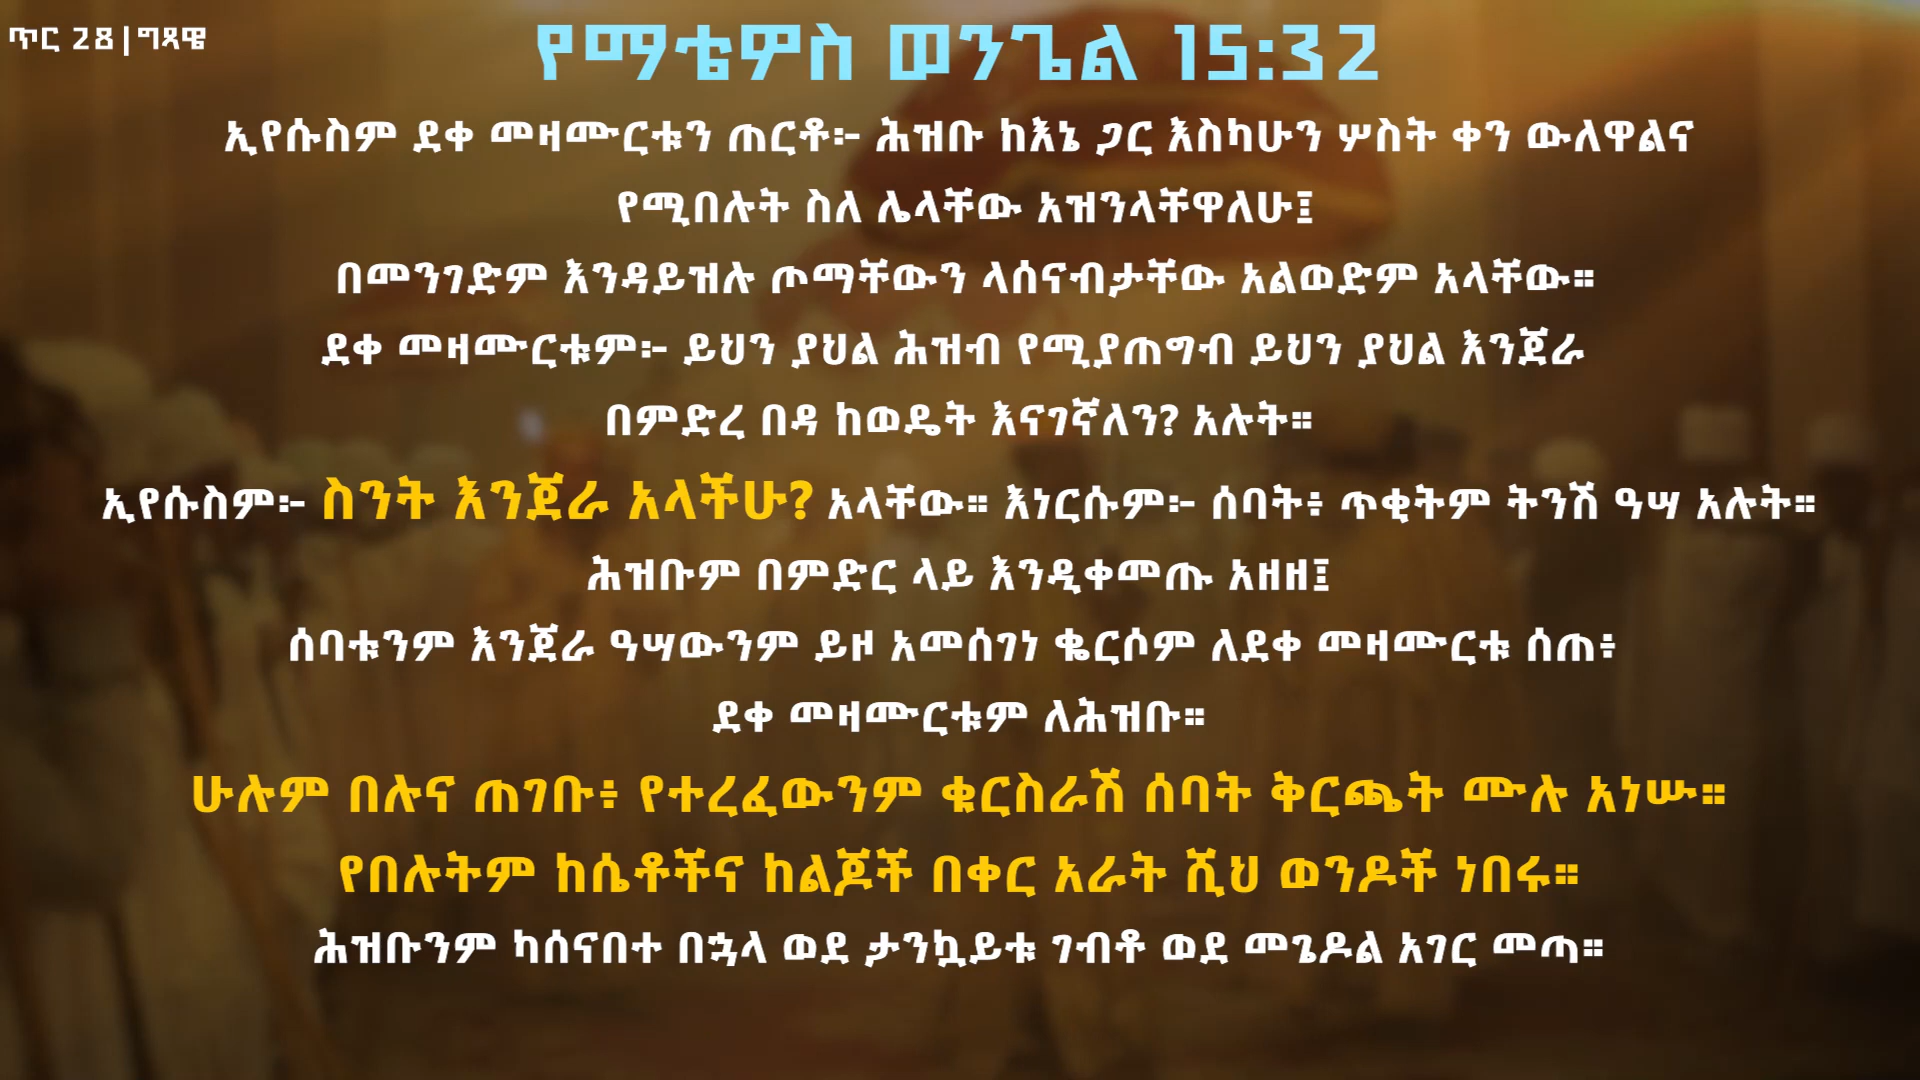 ጥር 28|ግጻዌ
የማቴዎስ ወንጌል 15:32
ኢየሱስም ደቀ መዛሙርቱን ጠርቶ፦ ሕዝቡ ከእኔ ጋር እስካሁን ሦስት ቀን ውለዋልና
የሚበሉት ስለ ሌላቸው አዝንላቸዋለሁ፤
በመንገድም እንዳይዝሉ ጦማቸውን ላሰናብታቸው አልወድም አላቸው።
ደቀ መዛሙርቱም፦ ይህን ያህል ሕዝብ የሚያጠግብ ይህን ያህል እንጀራ
በምድረ በዳ ከወዴት እናገኛለን? አሉት።
ኢየሱስም፦ ስንት እንጀራ አላችሁ? አላቸው። እነርሱም፦ ሰባት፥ ጥቂትም ትንሽ ዓሣ አሉት።
ሕዝቡም በምድር ላይ እንዲቀመጡ አዘዘ፤
ሰባቱንም እንጀራ ዓሣውንም ይዞ አመሰገነ ቈርሶም ለደቀ መዛሙርቱ ሰጠ፥
ደቀ መዛሙርቱም ለሕዝቡ።
ሁሉም በሉና ጠገቡ፥ የተረፈውንም ቁርስራሽ ሰባት ቅርጫት ሙሉ አነሡ።
የበሉትም ከሴቶችና ከልጆች በቀር አራት ሺህ ወንዶች ነበሩ።
ሕዝቡንም ካሰናበተ በኋላ ወደ ታንኳይቱ ገብቶ ወደ መጌዶል አገር መጣ።